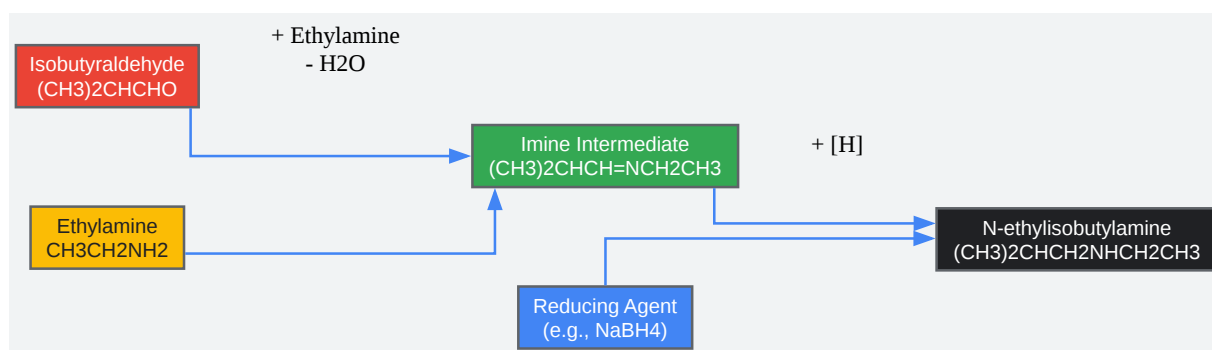 + Ethylamine
- H2O
Isobutyraldehyde
(CH3)2CHCHO
Imine Intermediate
(CH3)2CHCH=NCH2CH3
+ [H]
Ethylamine
CH3CH2NH2
N-ethylisobutylamine
(CH3)2CHCH2NHCH2CH3
Reducing Agent
(e.g., NaBH4)